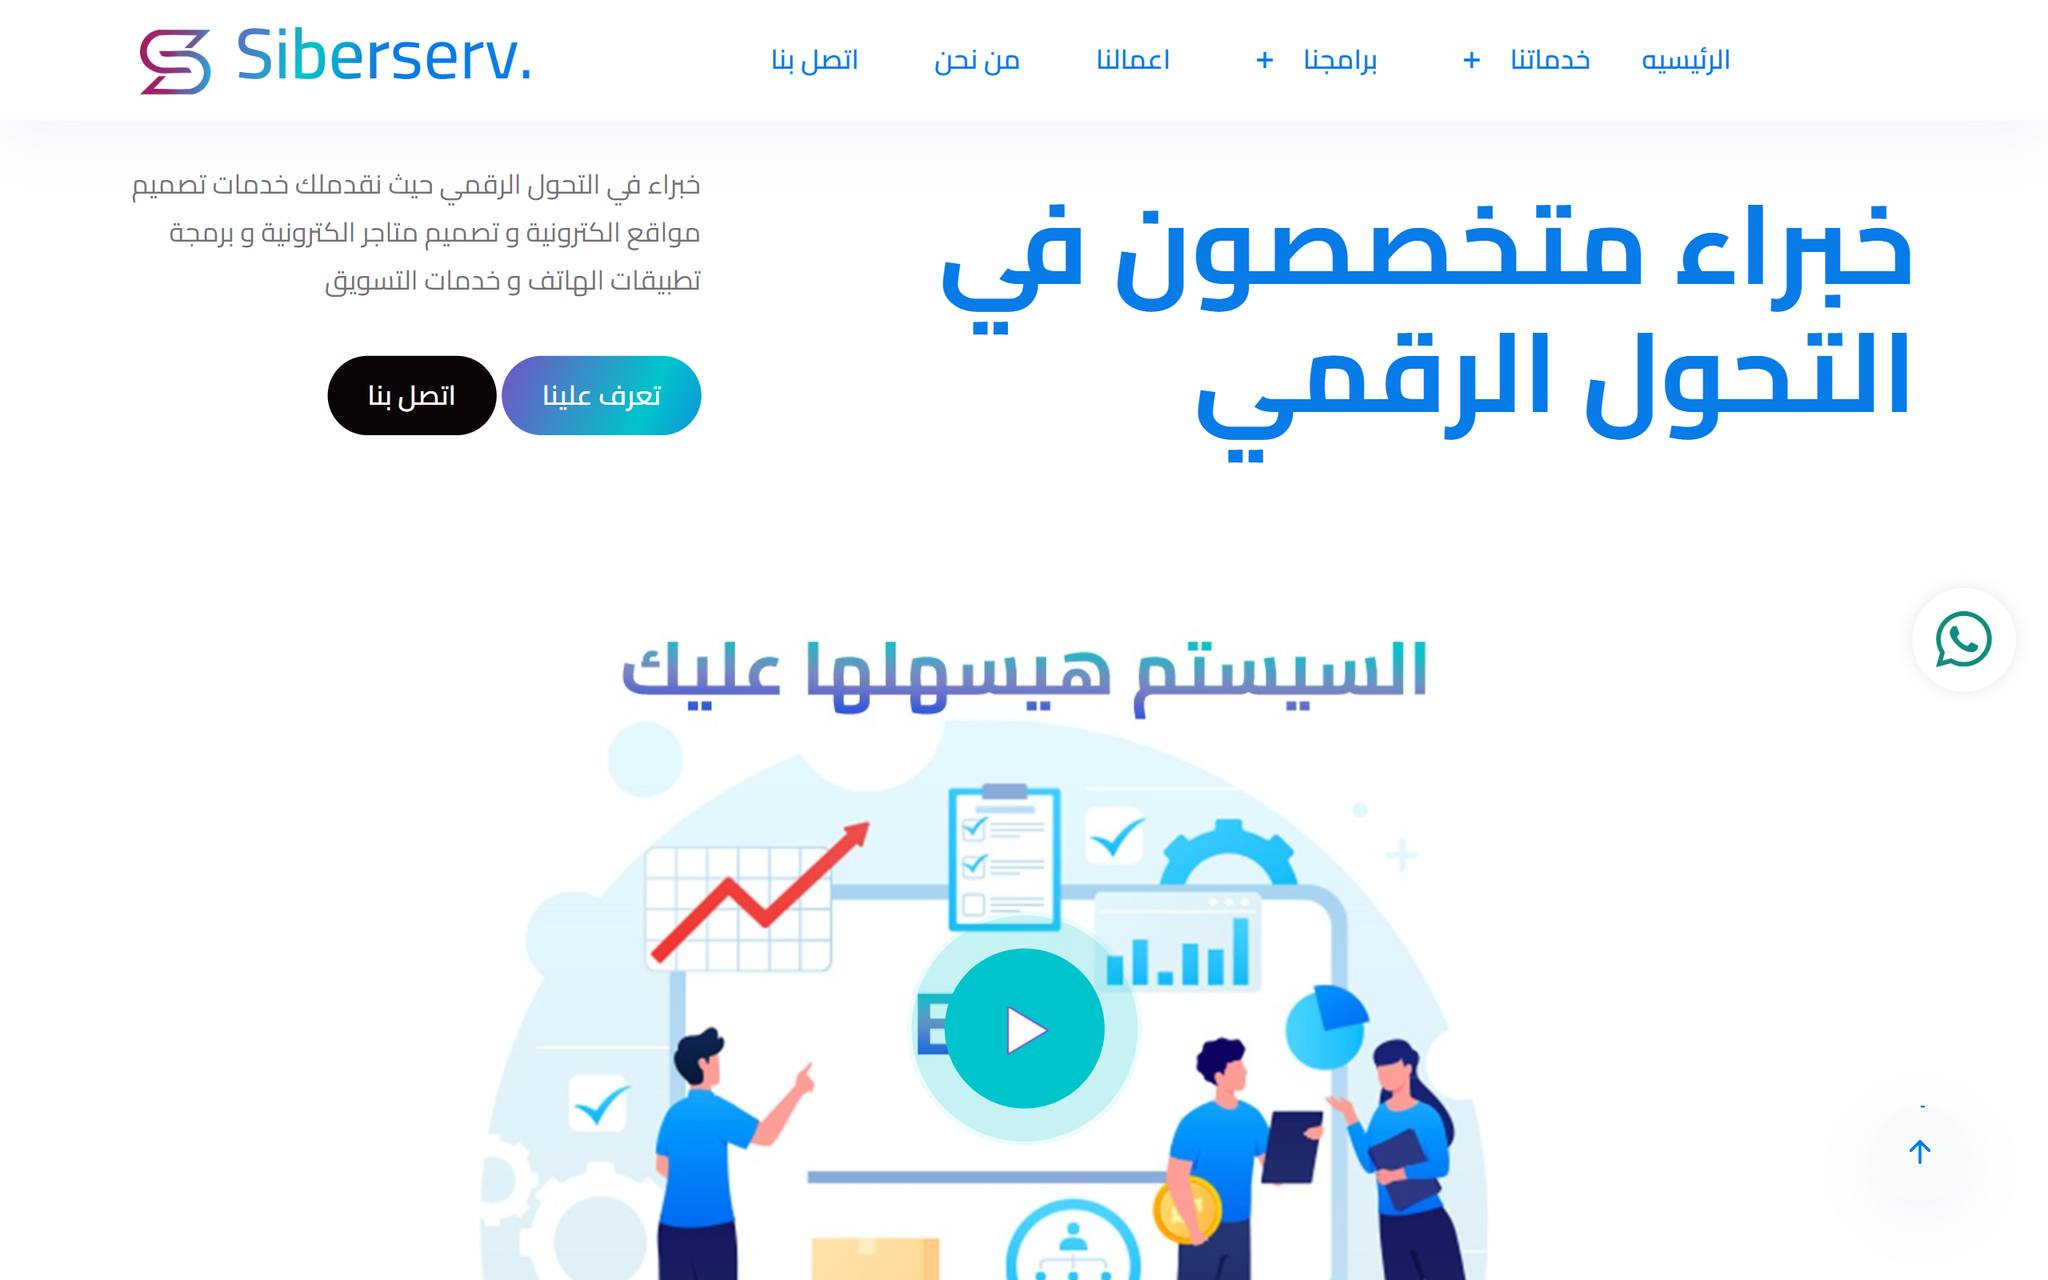 Siberserv.
الرئيسيه
خدماتنا +
برامجنا +
اعمالنا
من نحن
اتصل بنا
خبراء متخصصون في
التحول الرقمي
خبراء في التحول الرقمي حيث نقدملك خدمات تصميم
مواقع الكترونية و تصميم متاجر الكترونية و برمجة
تطبيقات الهاتف و خدمات التسويق
تعرف علينا
اتصل بنا
السيستم هيسهلها عليك
E